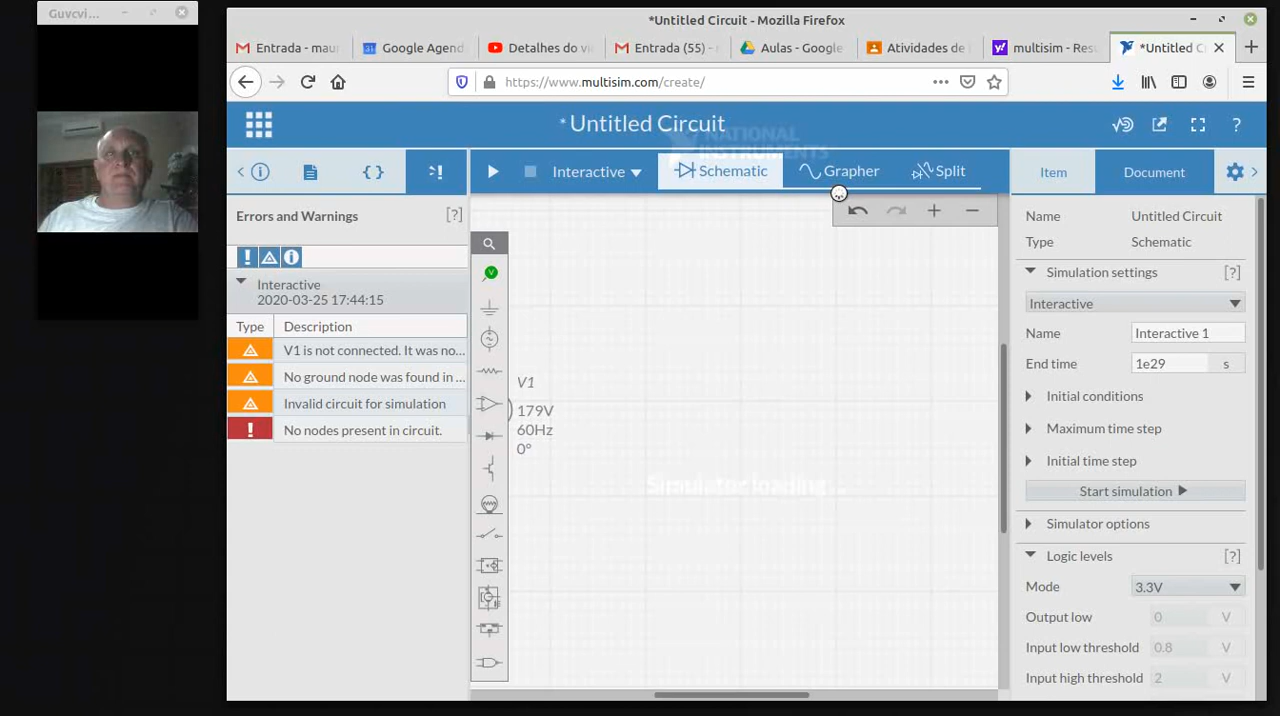 Guvcvi...
*Untitled Circuit - Mozilla Firefox
Entrada - mau
Google Agend
Detalhes do v
Entrada (55) -
Aulas - Google
Atividades de
multisim - Res
*Untitled C
https://www.multisim.com/create/
* Untitled Circuit
NATIONAL
INSTRUMENTS
Interactive
Schematic
Grapher
Split
Item
Document
Errors and Warnings
[?]
Interactive
2020-03-25 17:44:15
Type
Description
V1 is not connected. It was no...
No ground node was found in ...
Invalid circuit for simulation
No nodes present in circuit.
V
V1
179V
60Hz
0°
Simulator loading...
Name
Untitled Circuit
Type
Schematic
Simulation settings
[?]
Interactive
Name
Interactive 1
End time
1e29
s
Initial conditions
Maximum time step
Initial time step
Start simulation
Simulator options
Logic levels
[?]
Mode
3.3V
Output low
0
V
Input low threshold
0.8
V
Input high threshold
2
V